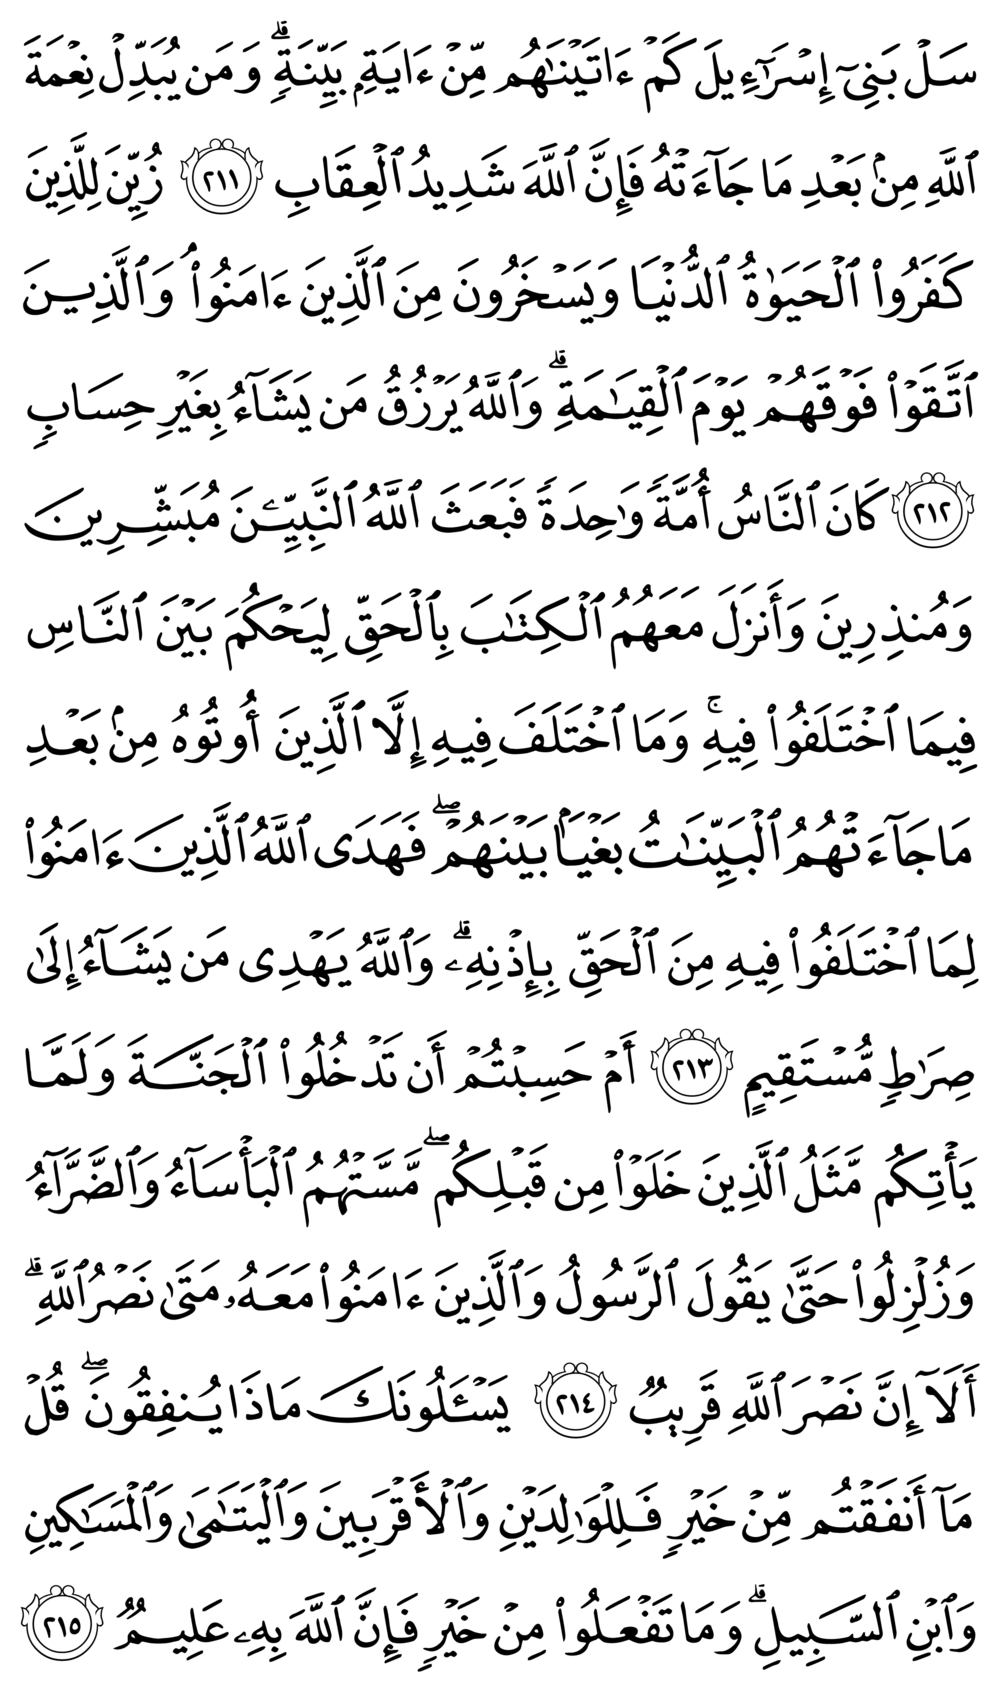 سَلۡ بَنِيٓ إِسۡرَـٰٓءِيلَ كَمۡ ءَاتَيۡنَـٰهُم مِّنۡ ءَايَةِۭ بَيِّنَةٖۗ وَمَن يُبَدِّلۡ نِعۡمَةَ
ٱللَّهِ مِنۢ بَعۡدِ مَا جَآءَتۡهُ فَإِنَّ ٱللَّهَ شَدِيدُ ٱلۡعِقَابِ ٢١١ زُيِّنَ لِلَّذِينَ
كَفَرُواْ ٱلۡحَيَوٰةُ ٱلدُّنۡيَا وَيَسۡخَرُونَ مِنَ ٱلَّذِينَ ءَامَنُواْۘ وَٱلَّذِينَ
ٱتَّقَوۡاْ فَوۡقَهُمۡ يَوۡمَ ٱلۡقِيَٰمَةِۗ وَٱللَّهُ يَرۡزُقُ مَن يَشَآءُ بِغَيۡرِ حِسَابٖ
٢١٢ كَانَ ٱلنَّاسُ أُمَّةٗ وَٰحِدَةٗ فَبَعَثَ ٱللَّهُ ٱلنَّبِيِّـۧنَ مُبَشِّرِينَ
وَمُنذِرِينَ وَأَنزَلَ مَعَهُمُ ٱلۡكِتَٰبَ بِٱلۡحَقِّ لِيَحۡكُمَ بَيۡنَ ٱلنَّاسِ
فِيمَا ٱخۡتَلَفُواْ فِيهِۚ وَمَا ٱخۡتَلَفَ فِيهِ إِلَّا ٱلَّذِينَ أُوتُوهُ مِنۢ بَعۡدِ
مَا جَآءَتۡهُمُ ٱلۡبَيِّنَٰتُ بَغۡيَۢا بَيۡنَهُمۡۖ فَهَدَى ٱللَّهُ ٱلَّذِينَ ءَامَنُواْ
لِمَا ٱخۡتَلَفُواْ فِيهِ مِنَ ٱلۡحَقِّ بِإِذۡنِهِۦۗ وَٱللَّهُ يَهۡدِي مَن يَشَآءُ إِلَىٰ
صِرَٰطٖ مُّسۡتَقِيمٍ ٢١٣ أَمۡ حَسِبۡتُمۡ أَن تَدۡخُلُواْ ٱلۡجَنَّةَ وَلَمَّا
يَأۡتِكُم مَّثَلُ ٱلَّذِينَ خَلَوۡاْ مِن قَبۡلِكُمۖ مَّسَّتۡهُمُ ٱلۡبَأۡسَآءُ وَٱلضَّرَّآءُ
وَزُلۡزِلُواْ حَتَّىٰ يَقُولَ ٱلرَّسُولُ وَٱلَّذِينَ ءَامَنُواْ مَعَهُۥ مَتَىٰ نَصۡرُ ٱللَّهِۗ
أَلَآ إِنَّ نَصۡرَ ٱللَّهِ قَرِيبٞ ٢١٤ يَسۡـَٔلُونَكَ مَاذَا يُنفِقُونَۖ قُلۡ
مَآ أَنفَقۡتُم مِّنۡ خَيۡرٖ فَلِلۡوَٰلِدَيۡنِ وَٱلۡأَقۡرَبِينَ وَٱلۡيَتَٰمَىٰ وَٱلۡمَسَٰكِينِ
وَٱبۡنِ ٱلسَّبِيلِۗ وَمَا تَفۡعَلُواْ مِنۡ خَيۡرٖ فَإِنَّ ٱللَّهَ بِهِۦ عَلِيمٞ ٢١٥